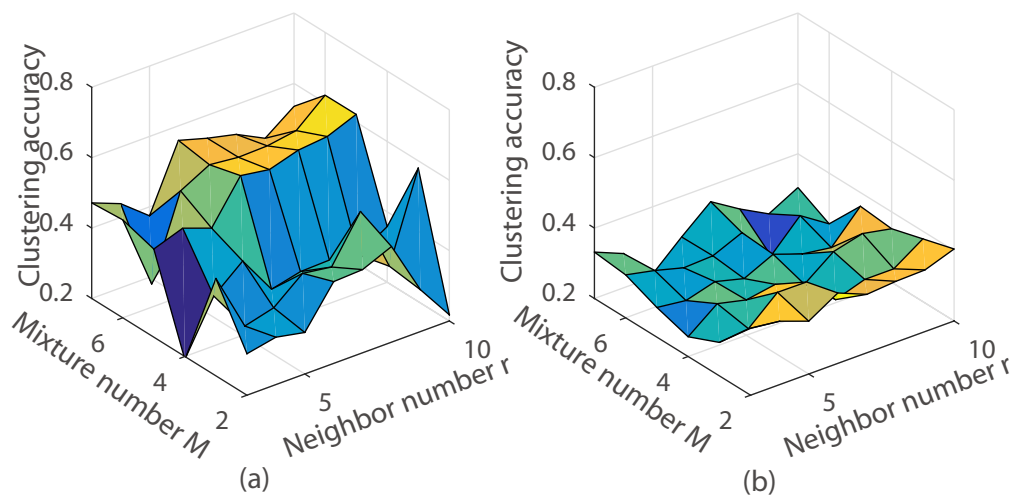 Clustering accuracy
0.8
0.6
0.4
0.2
6
4
2
Mixture number M
5
10
Neighbor number r
(a)
Clustering accuracy
0.8
0.6
0.4
0.2
6
4
2
Mixture number M
5
10
Neighbor number r
(b)